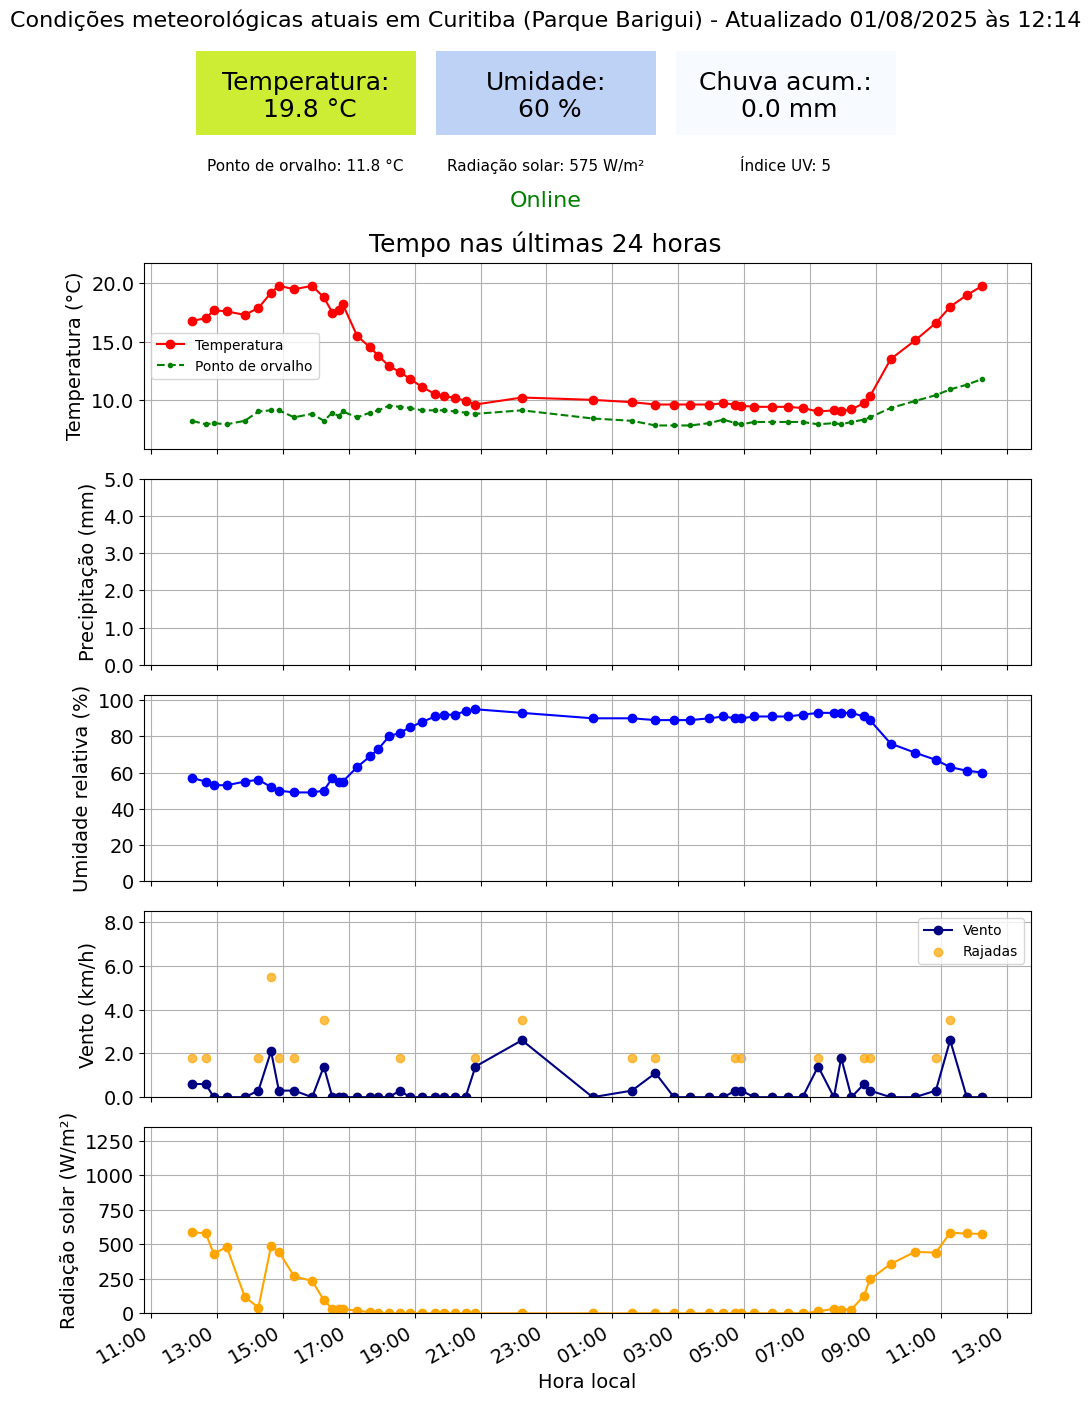 Condições meteorológicas atuais em Curitiba (Parque Barigui) - Atualizado 01/08/2025 às 12:14
Temperatura:
19.8 °C
Umidade:
60 %
Chuva acum.:
0.0 mm
Ponto de orvalho: 11.8 °C
Radiação solar: 575 W/m²
Índice UV: 5
Online
Tempo nas últimas 24 horas
Temperatura (°C)
20.0
15.0
10.0
Temperatura
Ponto de orvalho
Precipitação (mm)
5.0
4.0
3.0
2.0
1.0
0.0
Umidade relativa (%)
100
80
60
40
20
0
Vento (km/h)
8.0
6.0
4.0
2.0
0.0
Vento
Rajadas
Radiação solar (W/m²)
1250
1000
750
500
250
0
11:00
13:00
15:00
17:00
19:00
21:00
23:00
01:00
03:00
05:00
07:00
09:00
11:00
13:00
Hora local